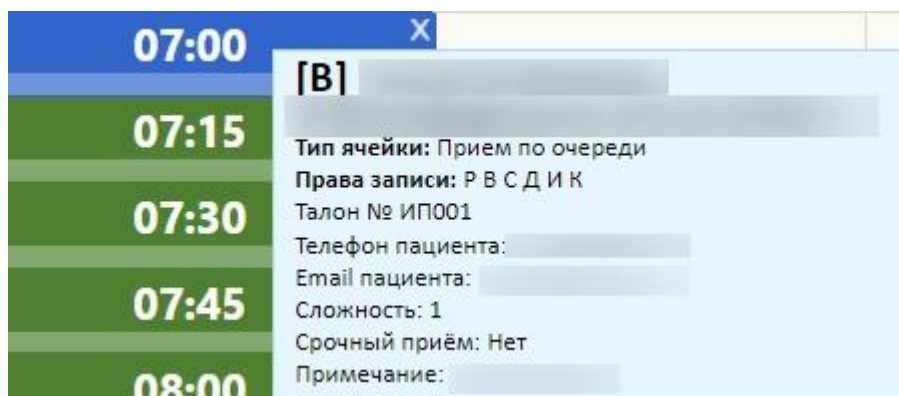 07:00
X
07:15
07:30
07:45
08:00
[В]
Тип ячейки: Прием по очереди
Права записи: Р В С Д И К
Талон № ИП001
Телефон пациента:
Email пациента:
Сложность: 1
Срочный приём: Нет
Примечание: